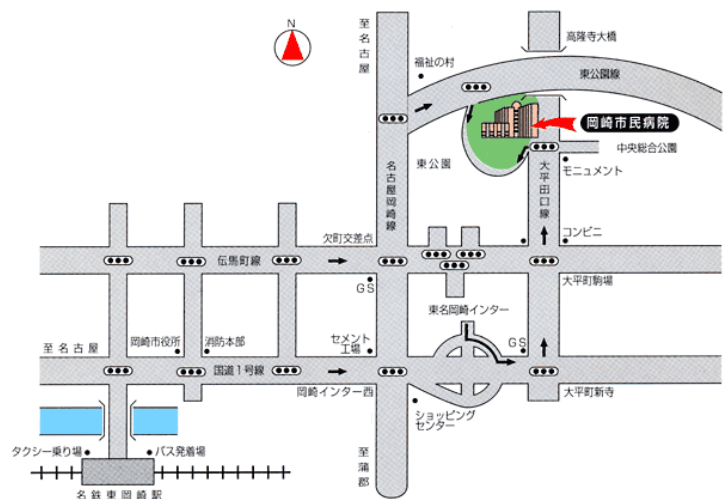 N
至名古屋
高隆寺大橋
福祉の村
東公園線
岡崎市民病院
名古屋岡崎線
東公園
中央総合公園
モニュメント
大平田口線
欠町交差点
コンビニ
伝馬町線
GS
大平町駒場
東名岡崎インター
岡崎市役所
消防本部
セメント
工場
GS
至名古屋
国道1号線
岡崎インター西
大平町新寺
ショッピング
センター
タクシー乗り場
バス発着場
至蒲郡
名鉄東岡崎駅